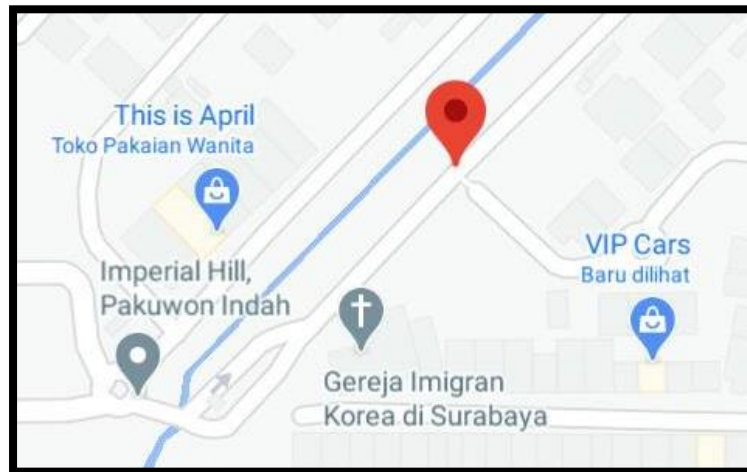 This is April
Toko Pakaian Wanita
VIP Cars
Baru dilihat
Imperial Hill,
Pakuwon Indah
Gereja Imigran
Korea di Surabaya